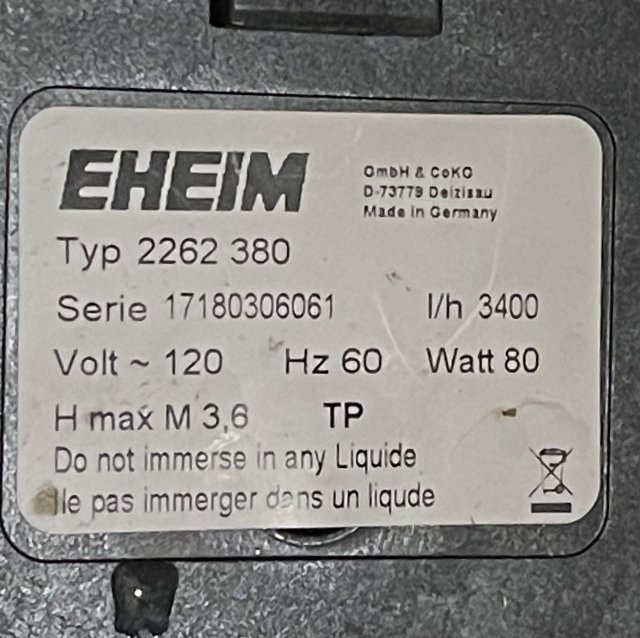 EHEIM
GmbH & CoKG
D-73779 Deizisau
Made in Germany
Typ 2262 380
Serie 17180306061 l/h 3400
Volt ~ 120 Hz 60 Watt 80
H max M 3,6 TP
Do not immerse in any Liquide
Ne pas immerger dans un liqude